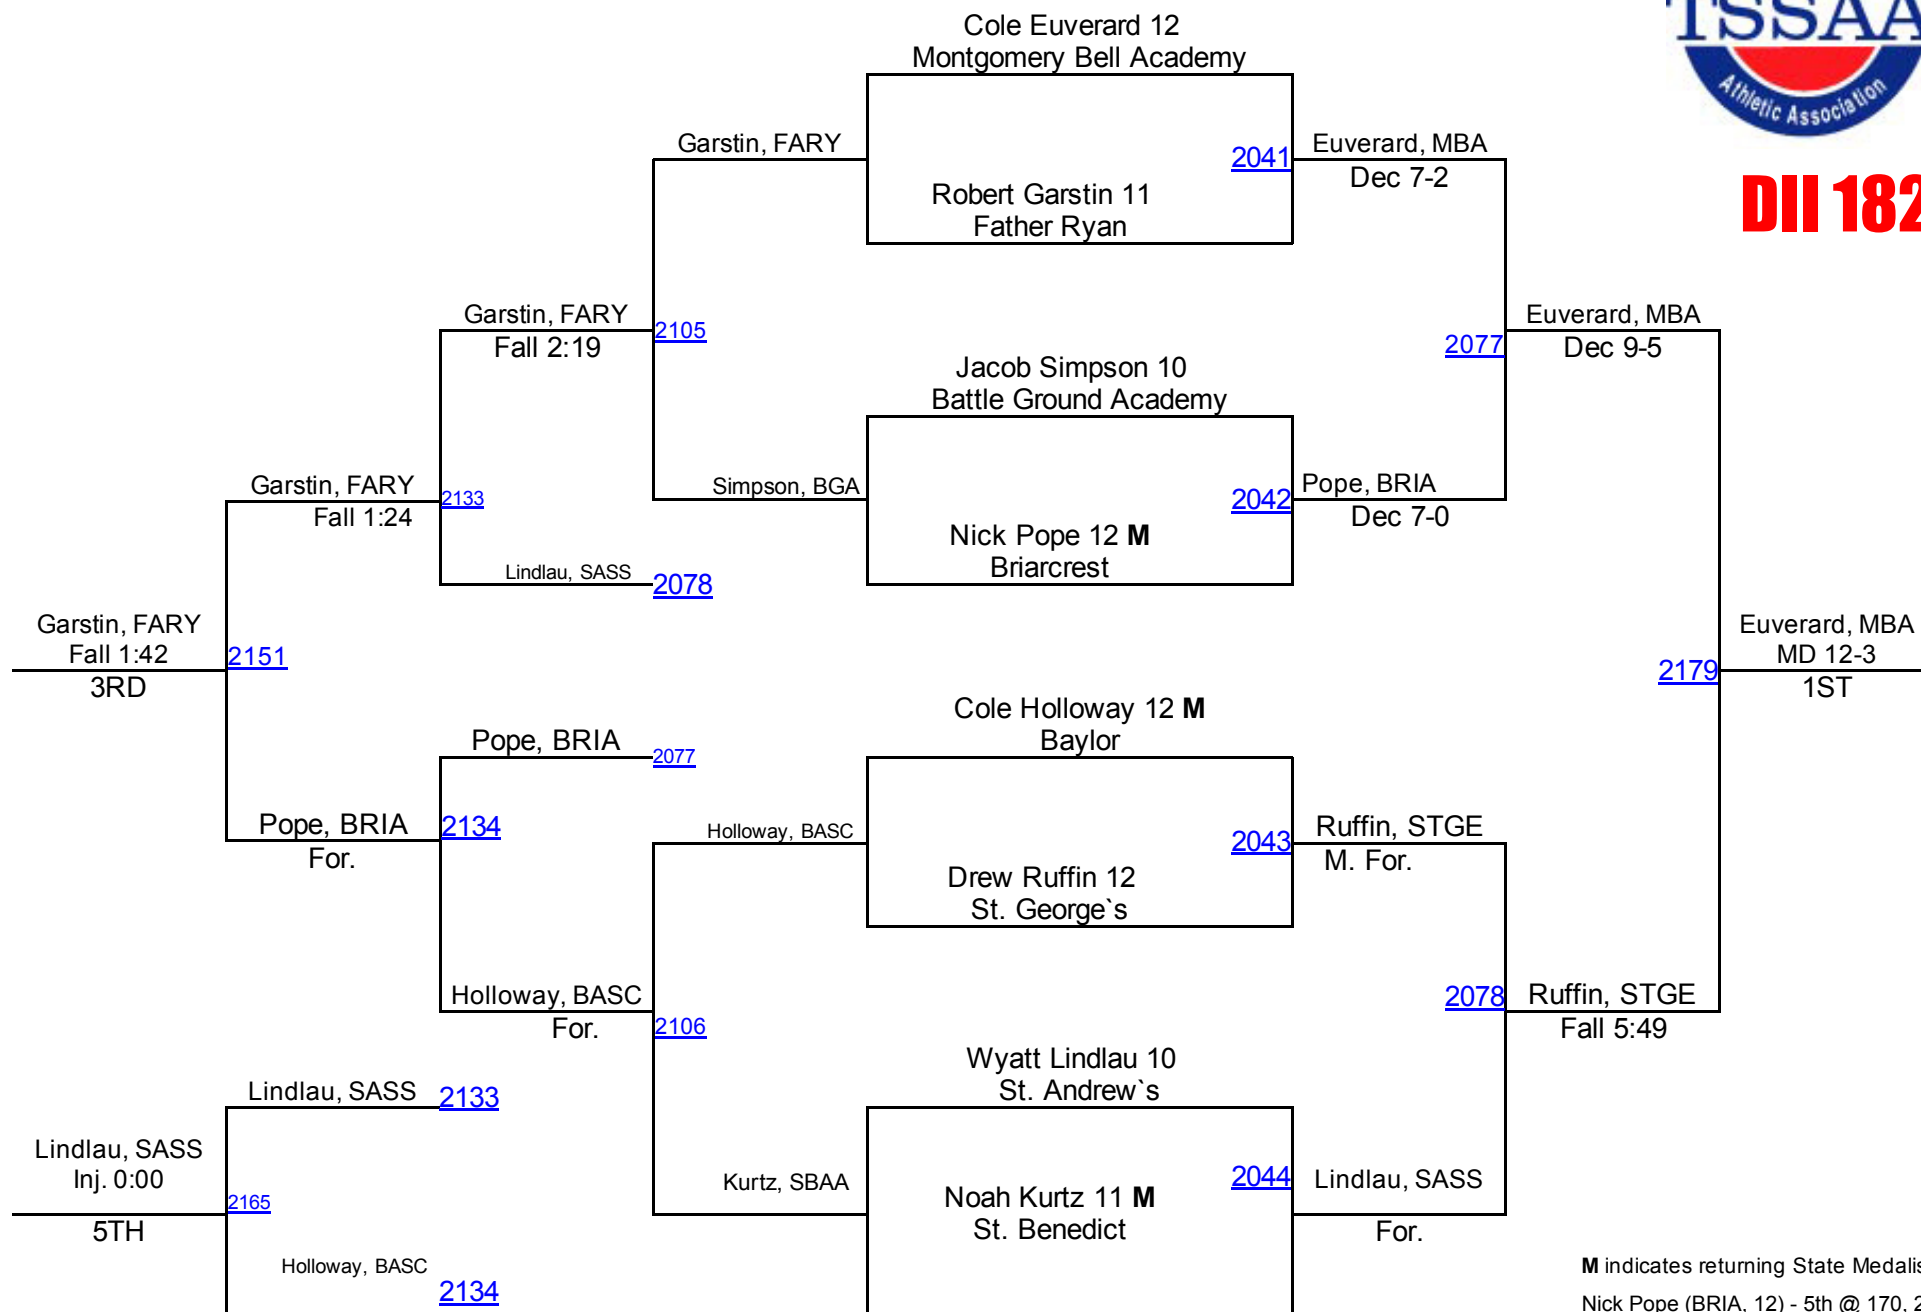 TSSAA
Athletic Association
DII 182
Cole Euverard 12
Montgomery Bell Academy
Garstin, FARY
2041
Euverard, MBA
Dec 7-2
Robert Garstin 11
Father Ryan
Garstin, FARY
Fall 2:19
2105
Euverard, MBA
Dec 9-5
2077
Jacob Simpson 10
Battle Ground Academy
Garstin, FARY
Fall 1:24
2133
Simpson, BGA
2042
Pope, BRIA
Dec 7-0
Nick Pope 12 M
Briarcrest
Lindlau, SASS
2078
Garstin, FARY
Fall 1:42
3RD
2151
Euverard, MBA
MD 12-3
1ST
2179
Cole Holloway 12 M
Baylor
Pope, BRIA
2077
Pope, BRIA
For.
2134
Holloway, BASC
2043
Ruffin, STGE
M. For.
Drew Ruffin 12
St. George`s
Holloway, BASC
For.
2106
2078
Ruffin, STGE
Fall 5:49
Wyatt Lindlau 10
St. Andrew`s
Lindlau, SASS
2133
Lindlau, SASS
Inj. 0:00
5TH
2165
Kurtz, SBAA
2044
Lindlau, SASS
For.
Noah Kurtz 11 M
St. Benedict
Holloway, BASC
2134
M indicates returning State Medalis
Nick Pope (BRIA, 12) - 5th @ 170, 2